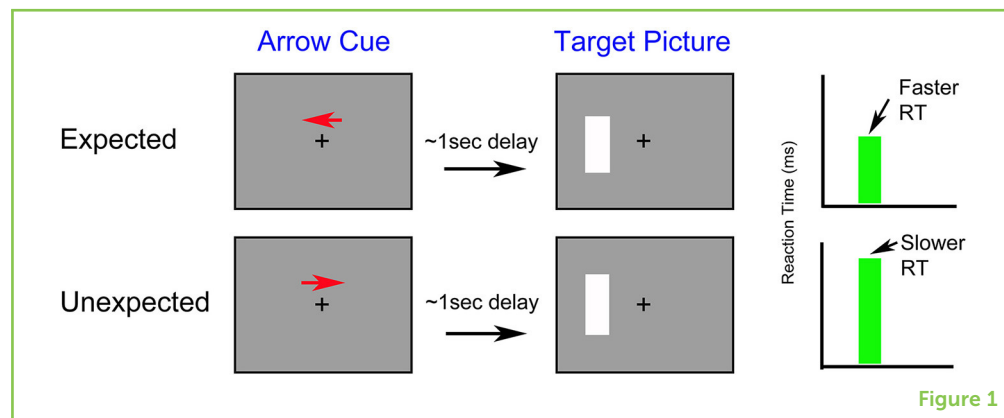 Arrow Cue
Target Picture
Expected
~1sec delay
Faster
RT
Reaction Time (ms)
Unexpected
~1sec delay
Slower
RT
Figure 1